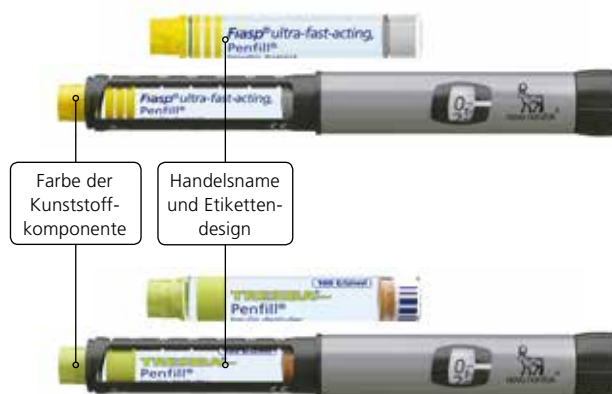 Fiasp® ultra-fast-acting,
Penfill®
Fiasp® ultra-fast-acting,
Penfill®
Farbe der
Kunststoff-
komponente
Handelsname
und Etiketten-
design
100 E/ml
TRESIBA®
Penfill®
TRESIBA®
Penfill®